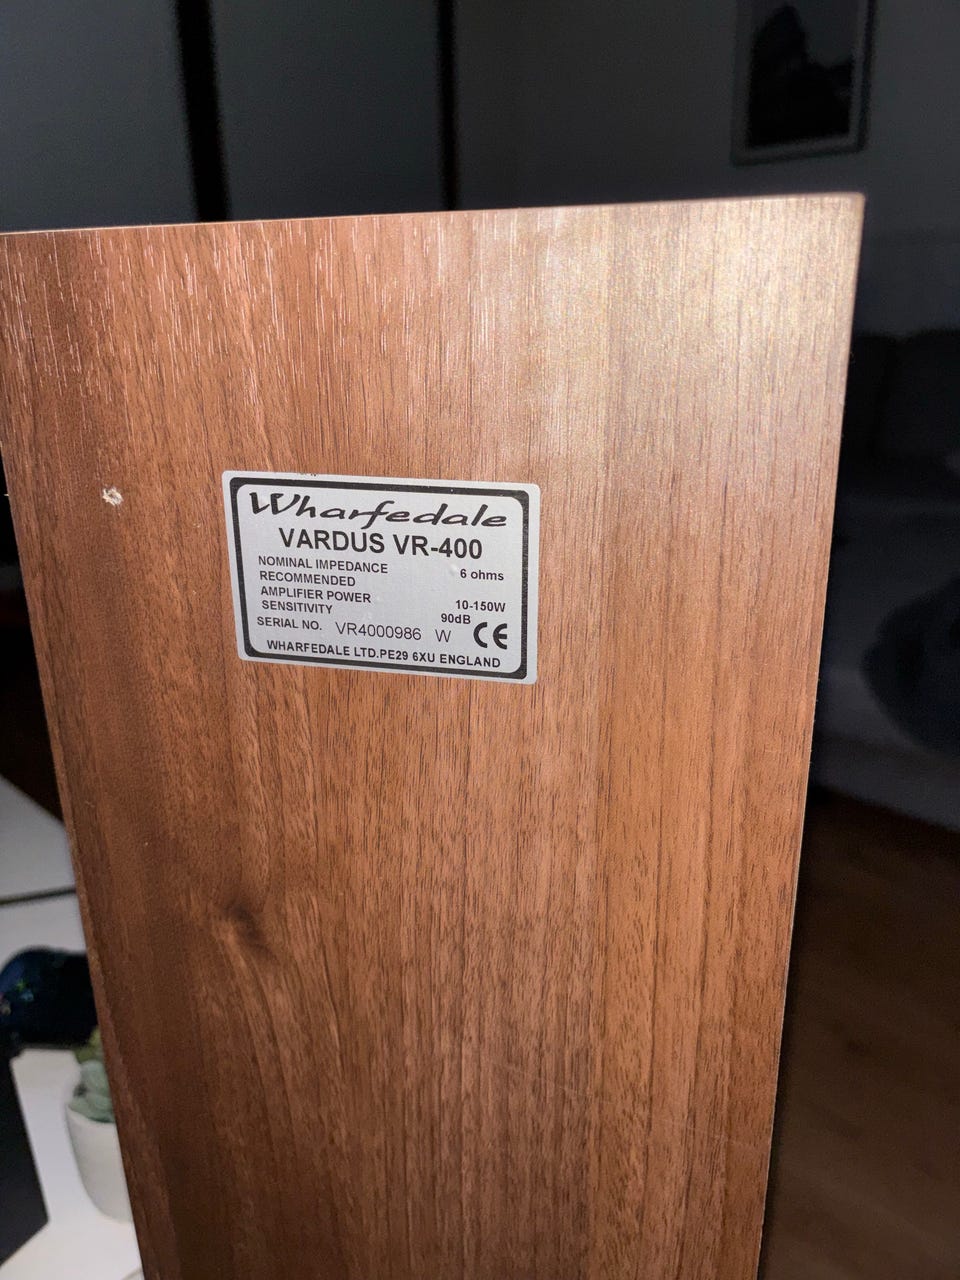 Wharfedale
VARDUS VR-400
NOMINAL IMPEDANCE 6 ohms
RECOMMENDED
AMPLIFIER POWER 10-150W
SENSITIVITY 90dB
SERIAL NO. VR4000986 W CE
WHARFEDALE LTD.PE29 6XU ENGLAND